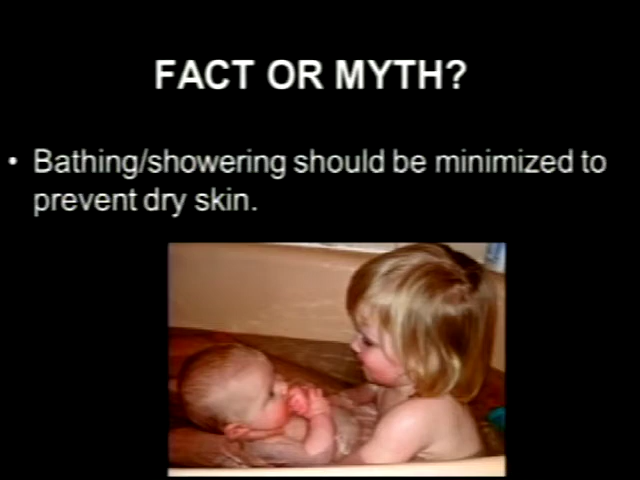 FACT OR MYTH?
• Bathing/showering should be minimized to
prevent dry skin.